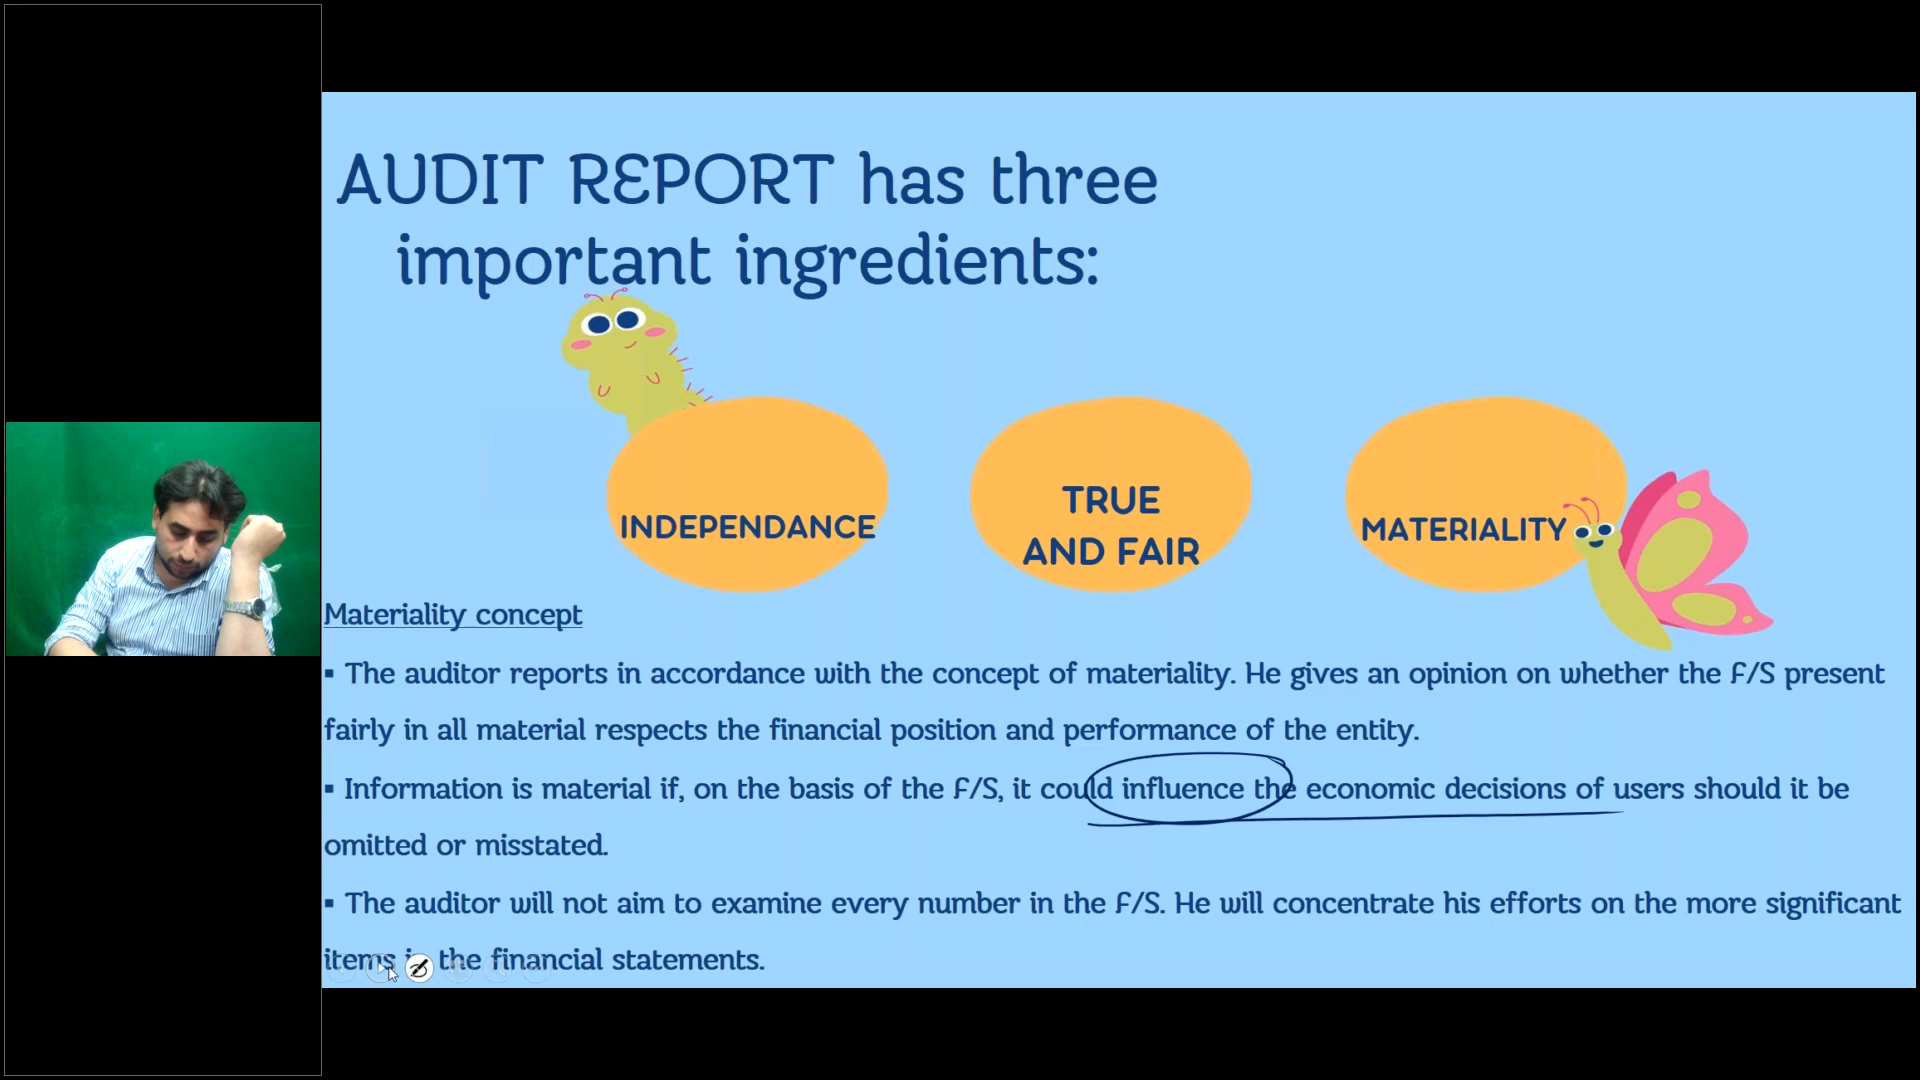 AUDIT REPORT has three
important ingredients:
INDEPENDANCE
TRUE
AND FAIR
MATERIALITY
Materiality concept
▪ The auditor reports in accordance with the concept of materiality. He gives an opinion on whether the F/S present
fairly in all material respects the financial position and performance of the entity.
▪ Information is material if, on the basis of the F/S, it could influence the economic decisions of users should it be
omitted or misstated.
▪ The auditor will not aim to examine every number in the F/S. He will concentrate his efforts on the more significant
items in the financial statements.